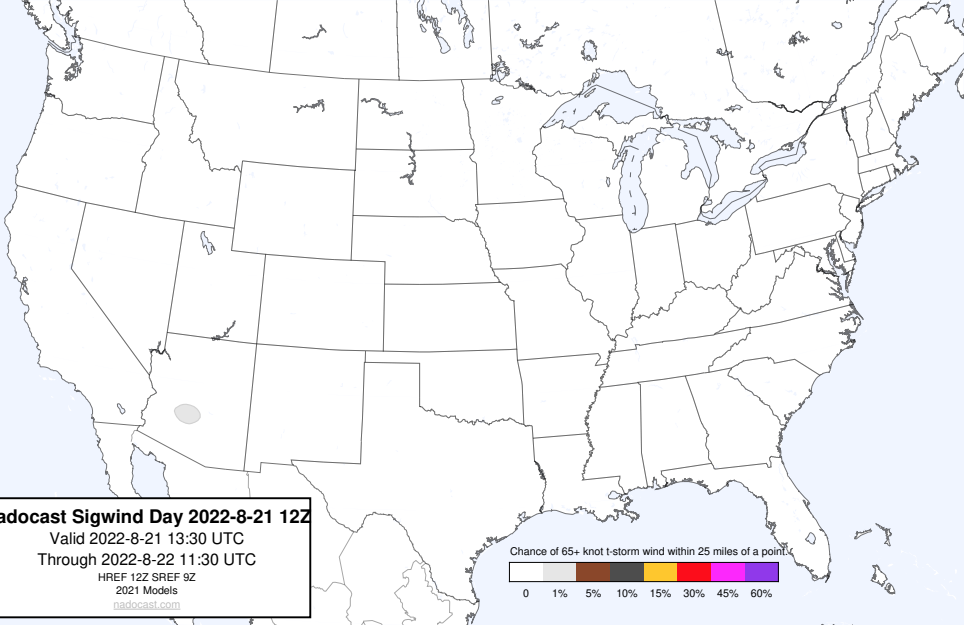 adocast Sigwind Day 2022-8-21 12Z
Valid 2022-8-21 13:30 UTC
Through 2022-8-22 11:30 UTC
HREF 12Z SREF 9Z
2021 Models
nadocast.com
Chance of 65+ knot t-storm wind within 25 miles of a point.
0 1% 5% 10% 15% 30% 45% 60%